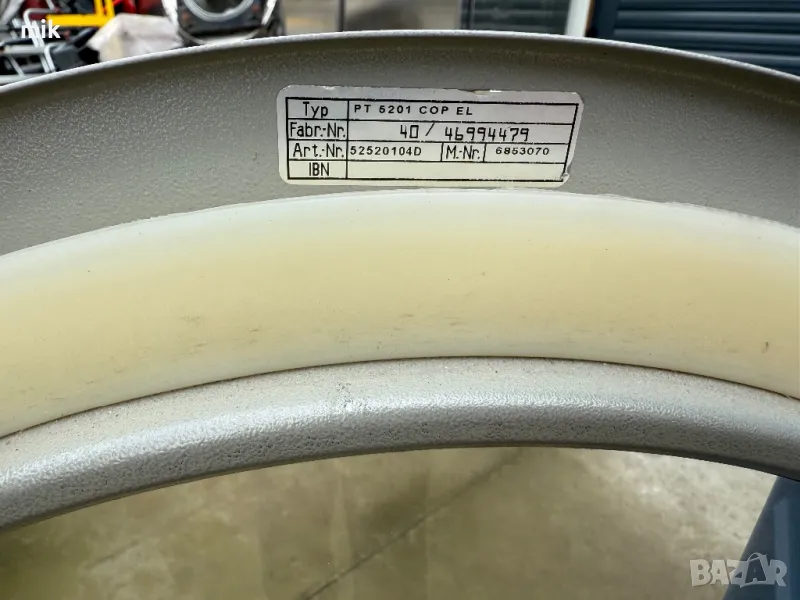 mik
Typ PT 5201 COP EL
Fabr.-Nr. 40 / 46994479
Art.-Nr. 52520104D M.-Nr. 6853070
IBN
BAZAR